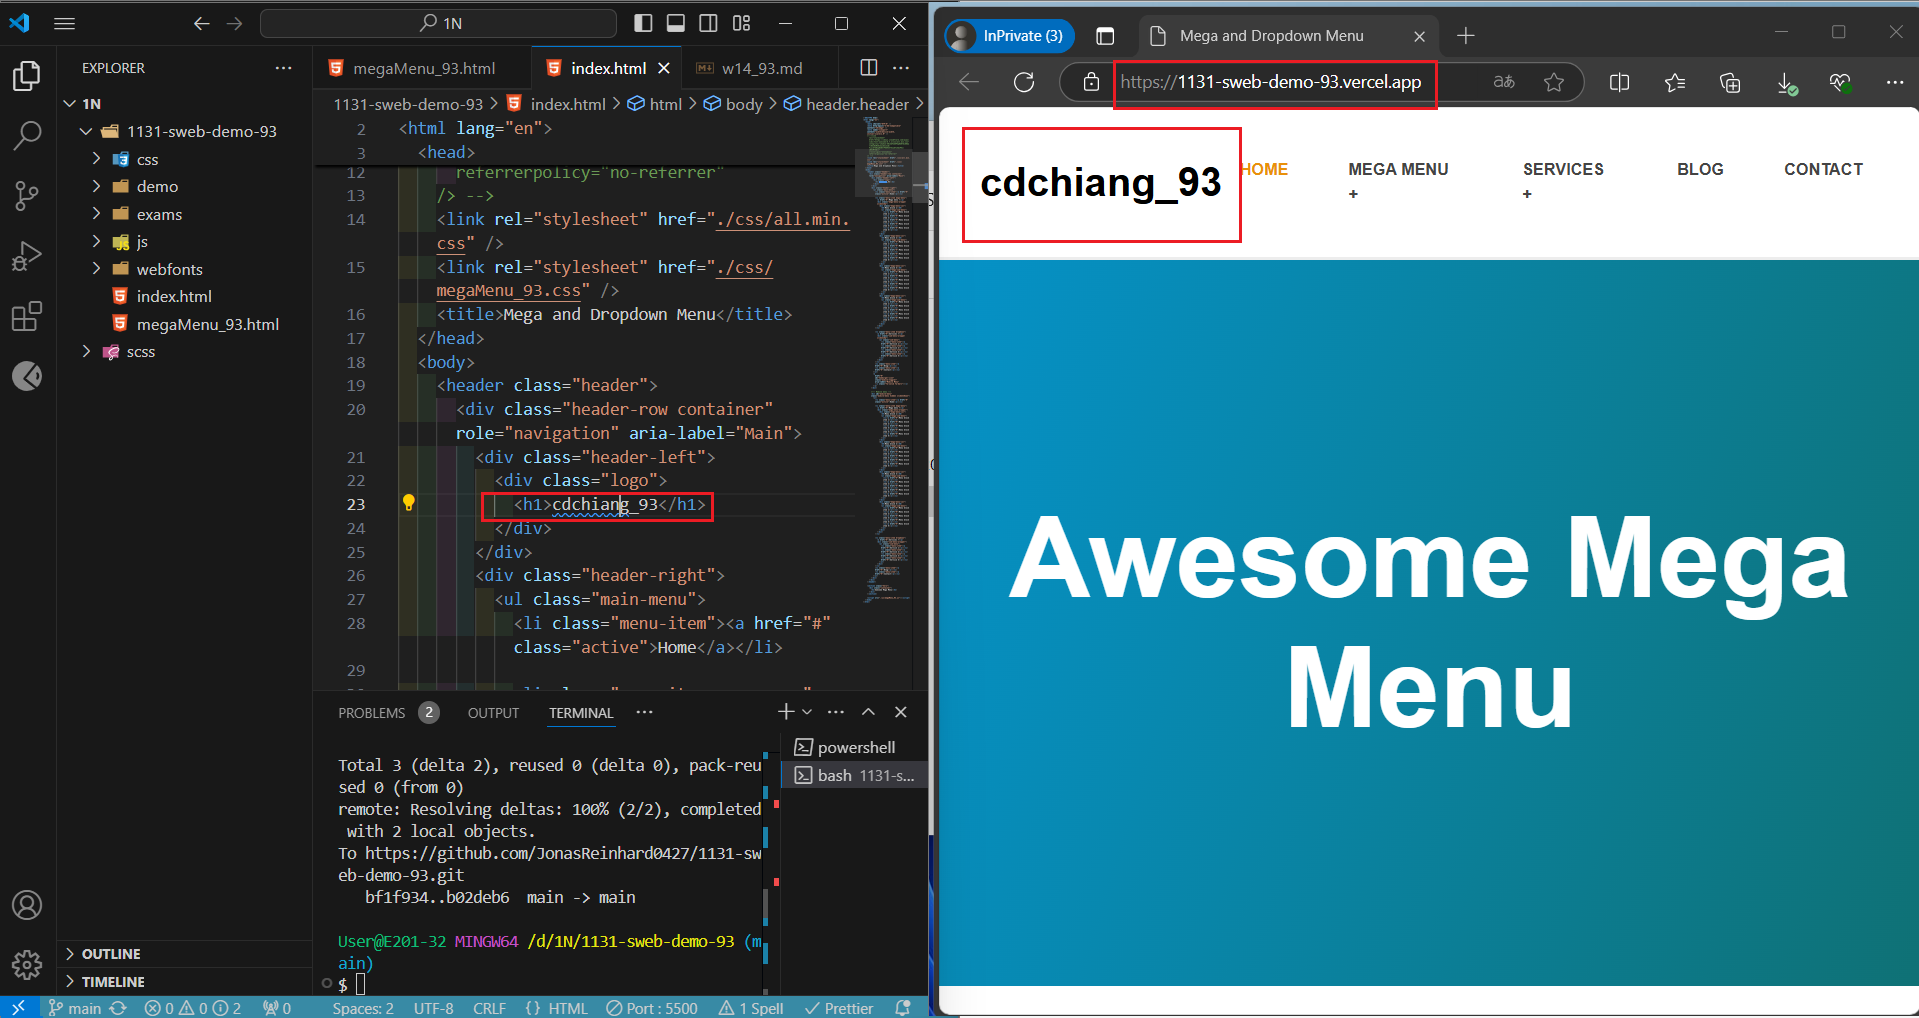 1N
InPrivate (3)
Mega and Dropdown Menu
EXPLORER
megaMenu_93.html
index.html
w14_93.md
https://1131-sweb-demo-93.vercel.app
1N
1131-sweb-demo-93
css
demo
exams
js
webfonts
index.html
megaMenu_93.html
scss
OUTLINE
TIMELINE
1131-sweb-demo-93 > index.html > html > body > header.header >
2 <html lang="en">
3 <head>
12 referrerpolicy="no-referrer"
13 /> -->
14 <link rel="stylesheet" href="./css/all.min.
css" />
15 <link rel="stylesheet" href="./css/
megaMenu_93.css" />
16 <title>Mega and Dropdown Menu</title>
17 </head>
18 <body>
19 <header class="header">
20 <div class="header-row container"
role="navigation" aria-label="Main">
21 <div class="header-left">
22 <div class="logo">
23 <h1>cdchiang_93</h1>
24 </div>
25 </div>
26 <div class="header-right">
27 <ul class="main-menu">
28 <li class="menu-item"><a href="#"
class="active">Home</a></li>
29
PROBLEMS 2 OUTPUT TERMINAL
powershell
bash 1131-s...
Total 3 (delta 2), reused 0 (delta 0), pack-reu
sed 0 (from 0)
remote: Resolving deltas: 100% (2/2), completed
with 2 local objects.
To https://github.com/JonasReinhard0427/1131-sw
eb-demo-93.git
bf1f934..b02deb6 main -> main
User@E201-32 MINGW64 /d/1N/1131-sweb-demo-93 (m
ain)
$
main 0 0 2 0 Spaces: 2 UTF-8 CRLF {} HTML Port : 5500 1 Spell Prettier
cdchiang_93
HOME
MEGA MENU
+
SERVICES
+
BLOG
CONTACT
Awesome Mega
Menu